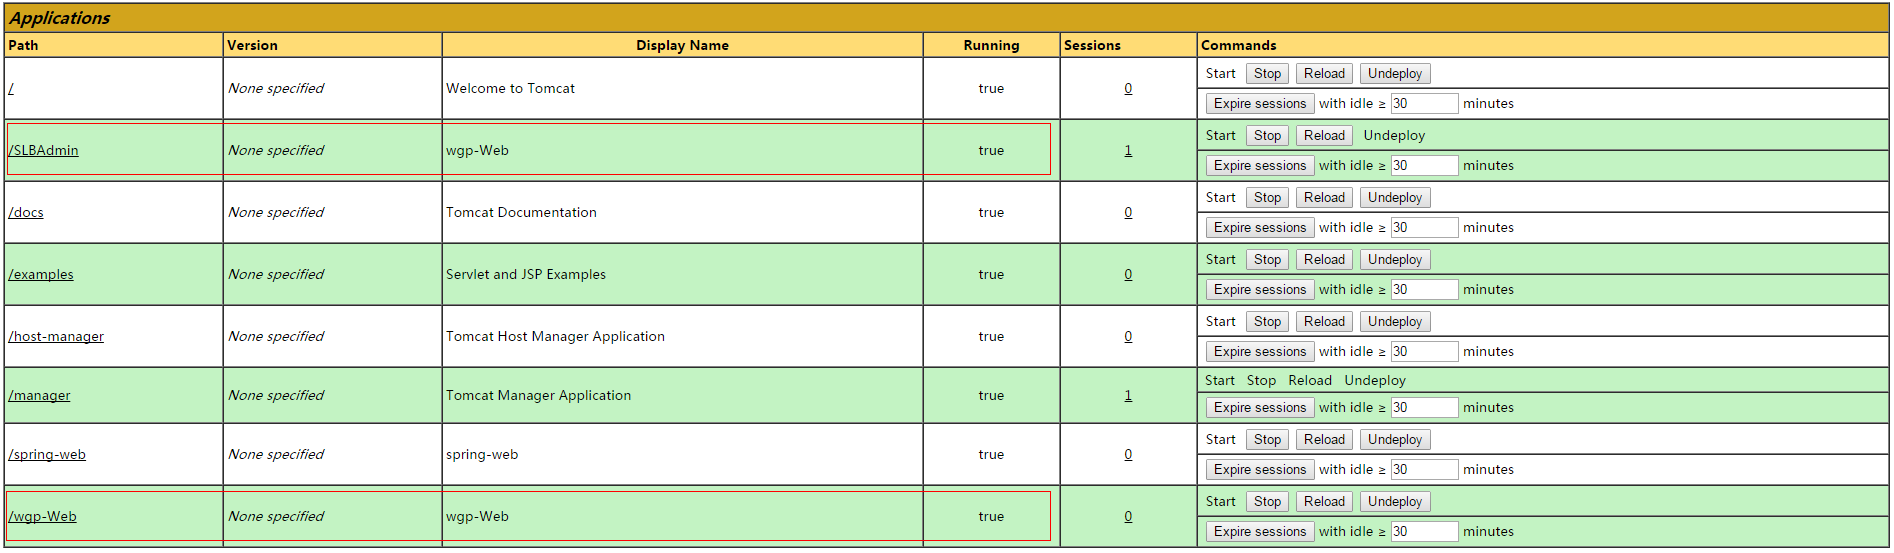 Applications
Path Version Display Name Running Sessions Commands
/ None specified Welcome to Tomcat true 0 Start Stop Reload Undeploy
Expire sessions with idle ≥ 30 minutes
/SLBAdmin None specified wgp-Web true 1 Start Stop Reload Undeploy
Expire sessions with idle ≥ 30 minutes
/docs None specified Tomcat Documentation true 0 Start Stop Reload Undeploy
Expire sessions with idle ≥ 30 minutes
/examples None specified Servlet and JSP Examples true 0 Start Stop Reload Undeploy
Expire sessions with idle ≥ 30 minutes
/host-manager None specified Tomcat Host Manager Application true 0 Start Stop Reload Undeploy
Expire sessions with idle ≥ 30 minutes
/manager None specified Tomcat Manager Application true 1 Start Stop Reload Undeploy
Expire sessions with idle ≥ 30 minutes
/spring-web None specified spring-web true 0 Start Stop Reload Undeploy
Expire sessions with idle ≥ 30 minutes
/wgp-Web None specified wgp-Web true 0 Start Stop Reload Undeploy
Expire sessions with idle ≥ 30 minutes